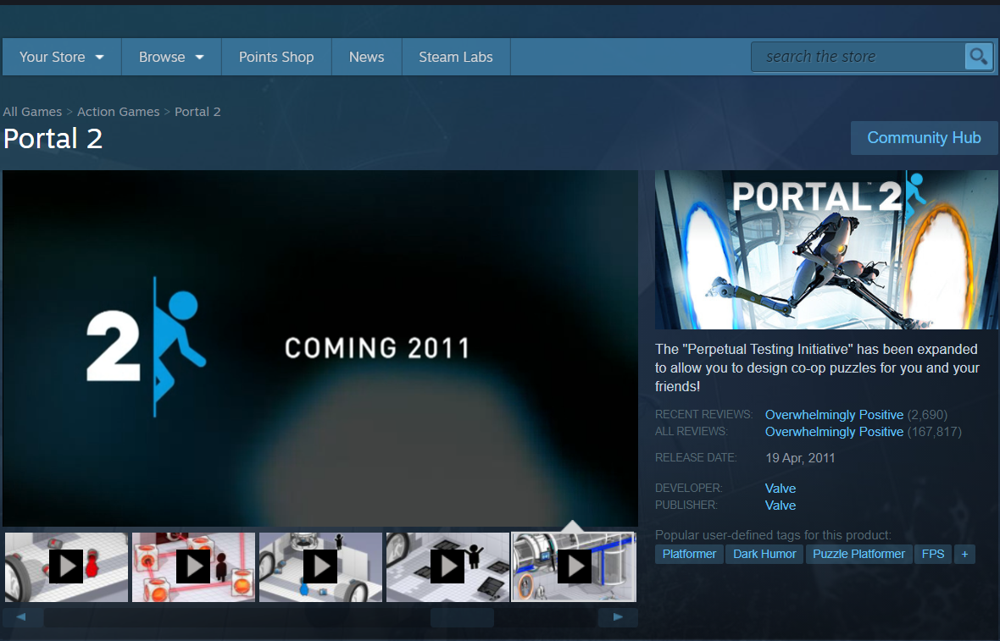 Your Store
Browse
Points Shop
News
Steam Labs
search the store
All Games > Action Games > Portal 2
Portal 2
Community Hub
2
COMING 2011
PORTAL™ 2
The "Perpetual Testing Initiative" has been expanded
to allow you to design co-op puzzles for you and your
friends!
RECENT REVIEWS: Overwhelmingly Positive (2,690)
ALL REVIEWS: Overwhelmingly Positive (167,817)
RELEASE DATE: 19 Apr, 2011
DEVELOPER: Valve
PUBLISHER: Valve
Popular user-defined tags for this product:
Platformer Dark Humor Puzzle Platformer FPS +